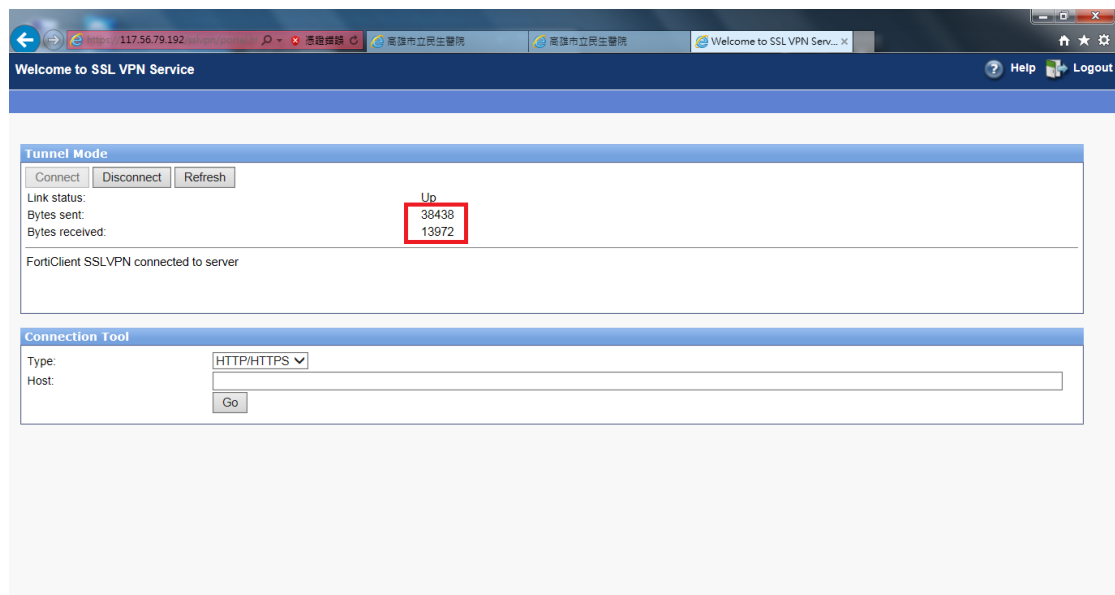 https://117.56.79.192 憑證錯誤 高雄市立民生醫院 高雄市立民生醫院 Welcome to SSL VPN Serv...
Welcome to SSL VPN Service Help Logout
Tunnel Mode
Connect Disconnect Refresh
Link status: Up
Bytes sent: 38438
Bytes received: 13972
FortiClient SSLVPN connected to server
Connection Tool
Type: HTTP/HTTPS
Host:
Go